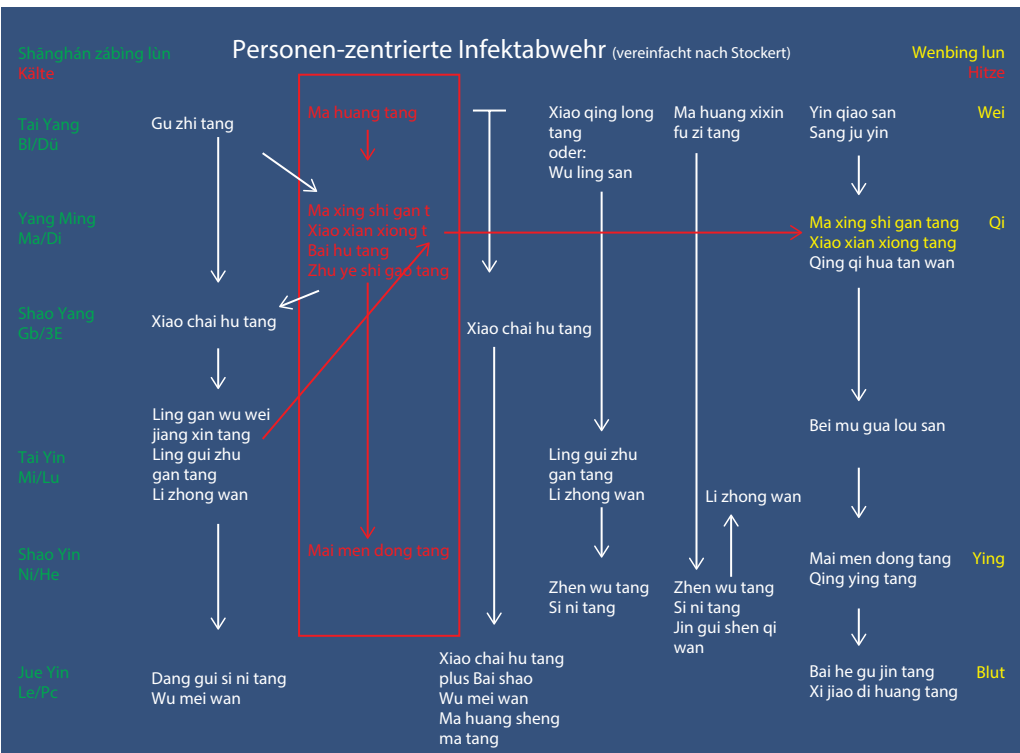 Personen-zentrierte Infektabwehr (vereinfacht nach Stockert)
Shānghán zábìng lùn
Kälte
Wenbing lun
Hitze
Tai Yang
Bl/Dü
Gu zhi tang
Ma huang tang
Xiao qing long
tang
oder:
Wu ling san
Ma huang xixin
fu zi tang
Yin qiao san
Sang ju yin
Wei
Yang Ming
Ma/Di
Ma xing shi gan t
Xiao xian xiong t
Bai hu tang
Zhu ye shi gao tang
Ma xing shi gan tang
Xiao xian xiong tang
Qing qi hua tan wan
Qi
Shao Yang
Gb/3E
Xiao chai hu tang
Xiao chai hu tang
Ling gan wu wei
jiang xin tang
Ling gui zhu
gan tang
Li zhong wan
Bei mu gua lou san
Tai Yin
Mi/Lu
Ling gui zhu
gan tang
Li zhong wan
Li zhong wan
Shao Yin
Ni/He
Mai men dong tang
Zhen wu tang
Si ni tang
Zhen wu tang
Si ni tang
Jin gui shen qi
wan
Mai men dong tang
Qing ying tang
Ying
Jue Yin
Le/Pc
Dang gui si ni tang
Wu mei wan
Xiao chai hu tang
plus Bai shao
Wu mei wan
Ma huang sheng
ma tang
Bai he gu jin tang
Xi jiao di huang tang
Blut